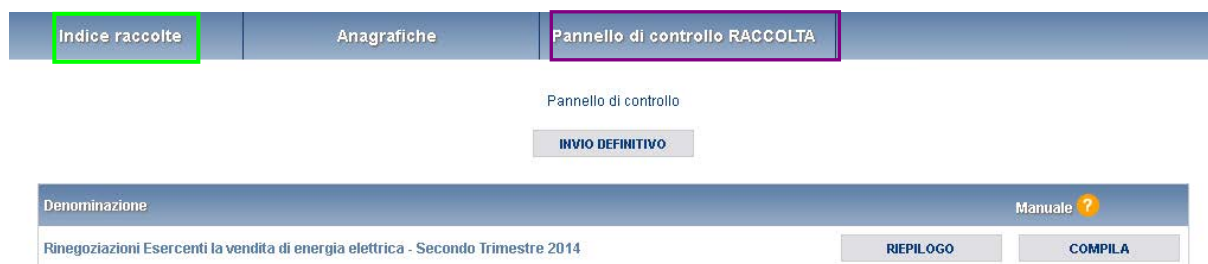 Indice raccolte Anagrafiche Pannello di controllo RACCOLTA
Pannello di controllo
INVIO DEFINITIVO
Denominazione Manuale ?
Rinegoziazioni Esercenti la vendita di energia elettrica - Secondo Trimestre 2014 RIEPILOGO COMPILA